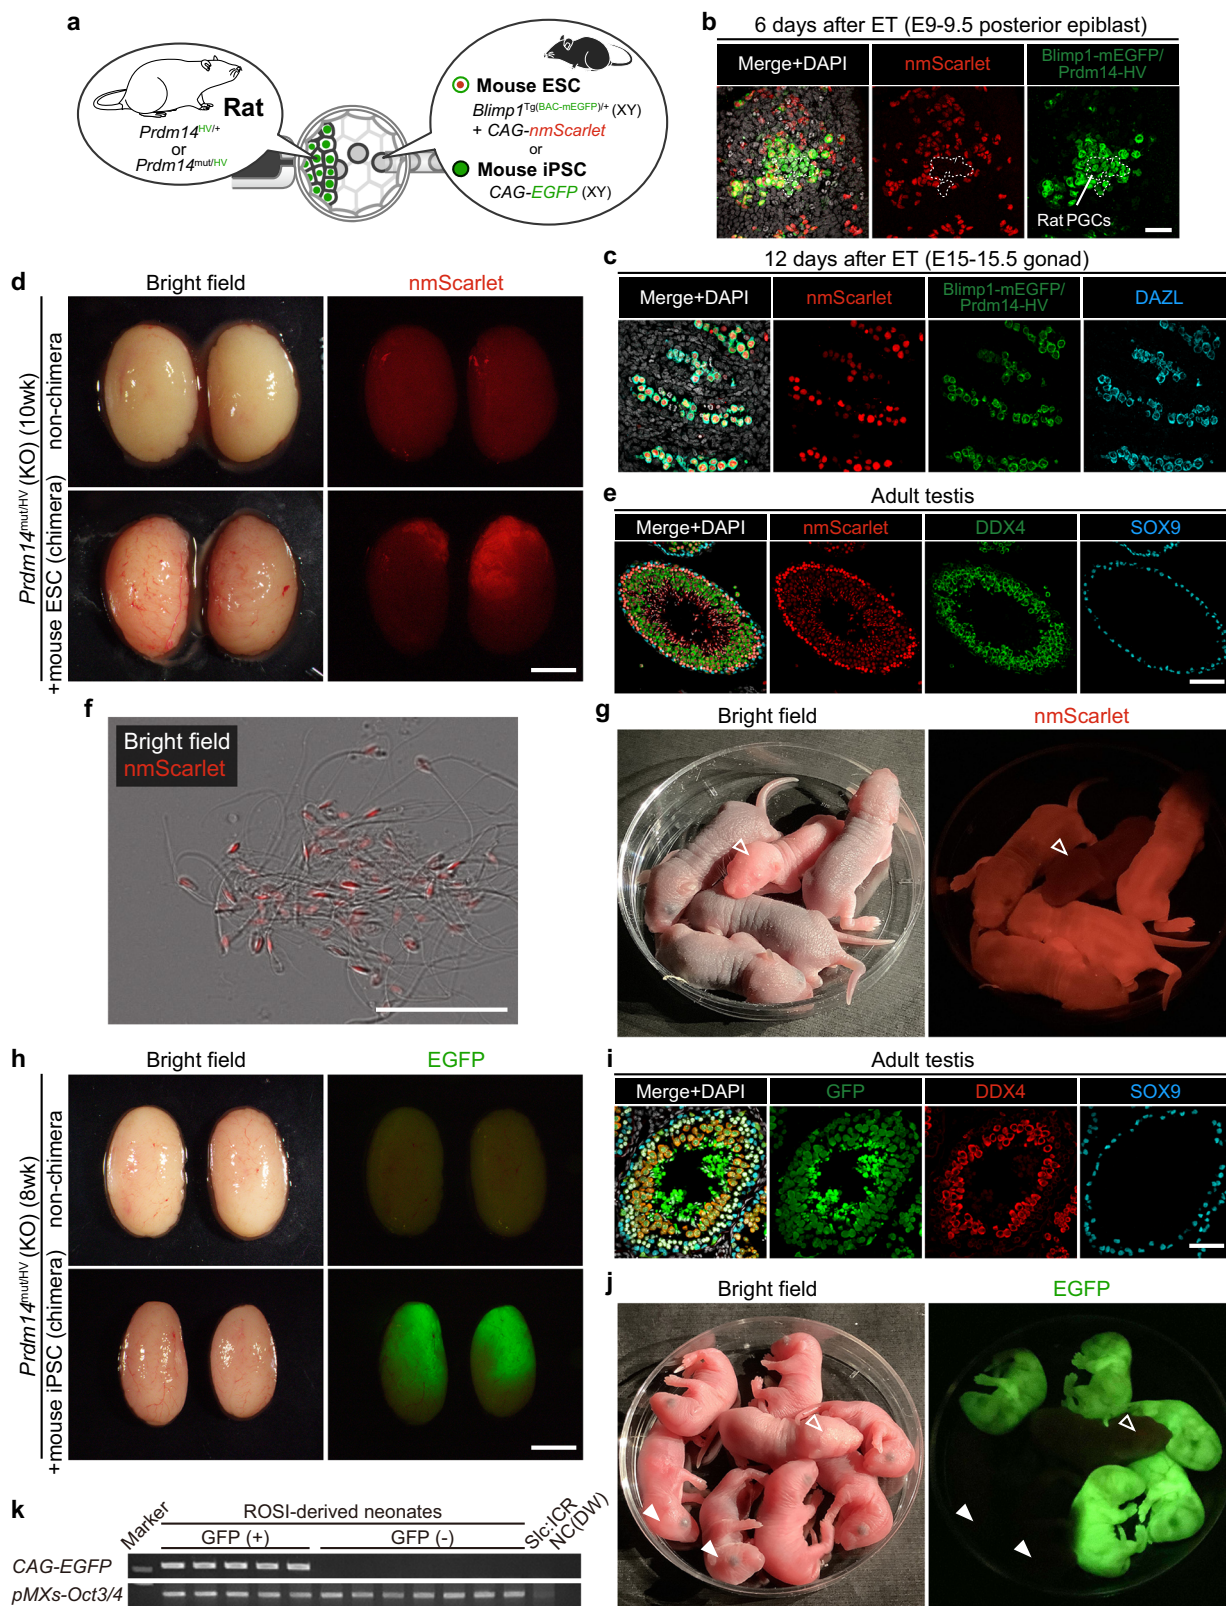 a
Rat
Prdm14HV/+
or
Prdm14mut/HV
Mouse ESC
Blimp1Tg(BAC-mEGFP)/+ (XY)
+ CAG-nmScarlet
or
Mouse iPSC
CAG-EGFP (XY)
b
6 days after ET (E9-9.5 posterior epiblast)
Merge+DAPI
nmScarlet
Blimp1-mEGFP/
Prdm14-HV
Rat PGCs
c
12 days after ET (E15-15.5 gonad)
Merge+DAPI
nmScarlet
Blimp1-mEGFP/
Prdm14-HV
DAZL
d
Bright field
nmScarlet
Prdm14mut/HV (KO) (10wk)
non-chimera
+mouse ESC (chimera)
e
Adult testis
Merge+DAPI
nmScarlet
DDX4
SOX9
f
Bright field
nmScarlet
g
Bright field
nmScarlet
h
Bright field
EGFP
Prdm14mut/HV (KO) (8wk)
non-chimera
+mouse iPSC (chimera)
i
Adult testis
Merge+DAPI
GFP
DDX4
SOX9
j
Bright field
EGFP
k
Marker
ROSI-derived neonates
GFP (+)
GFP (-)
Slc:ICR
NC(DW)
CAG-EGFP
pMXs-Oct3/4